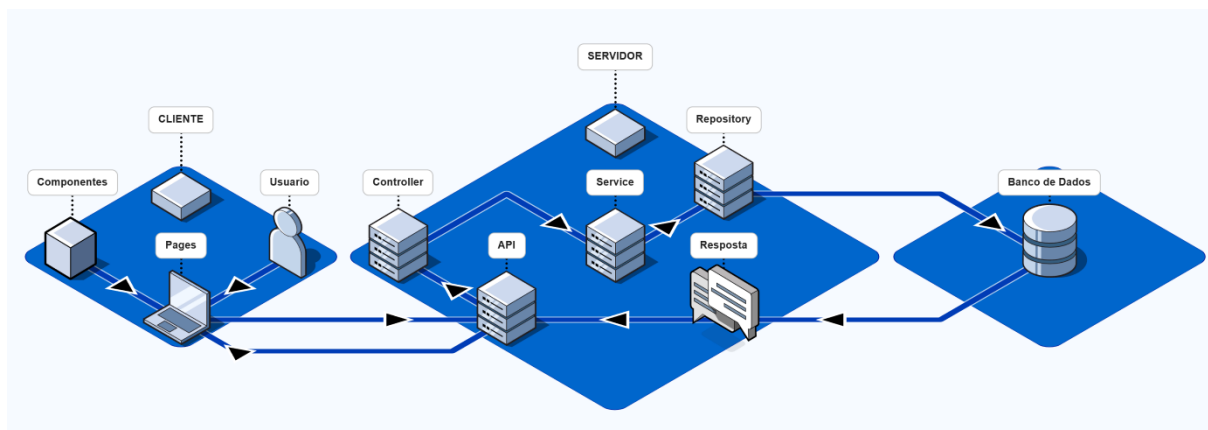 SERVIDOR
CLIENTE
Repository
Componentes
Usuario
Controller
Service
Banco de Dados
Pages
API
Resposta